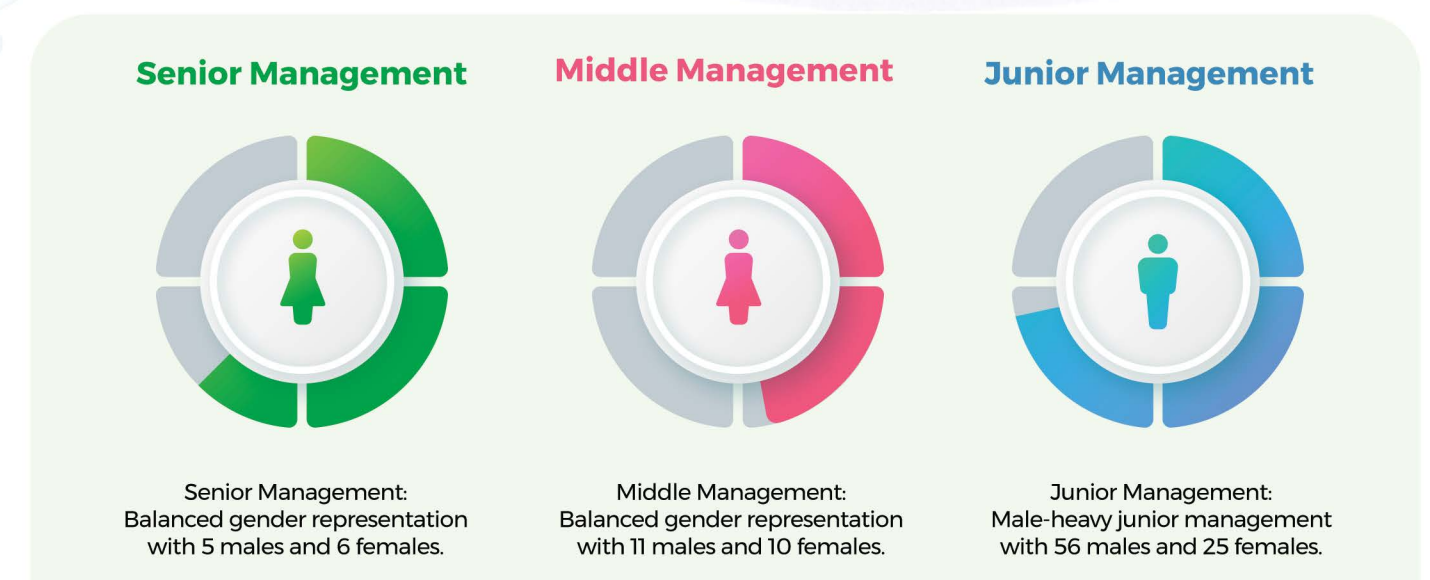 Senior Management
Middle Management
Junior Management
Senior Management:
Balanced gender representation
with 5 males and 6 females.
Middle Management:
Balanced gender representation
with 11 males and 10 females.
Junior Management:
Male-heavy junior management
with 56 males and 25 females.